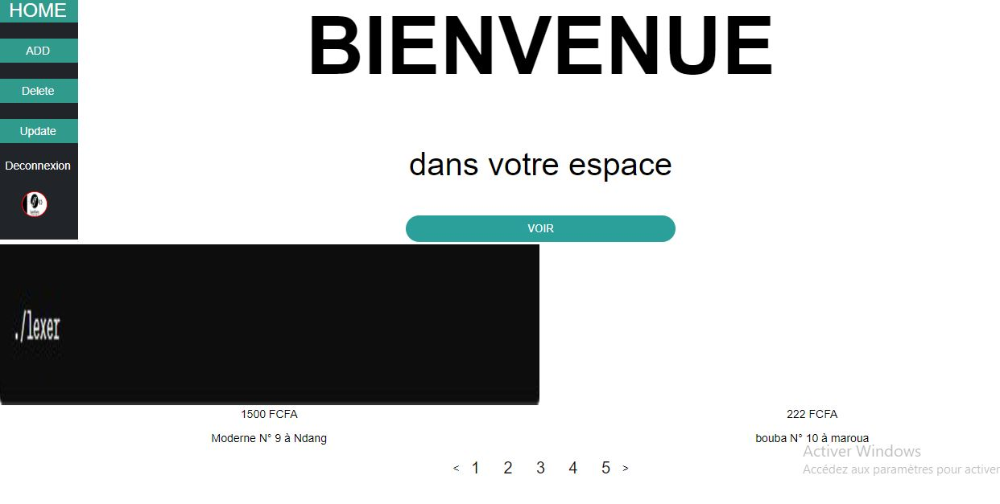 HOME
ADD
Delete
Update
Deconnexion
BIENVENUE
dans votre espace
VOIR
./lexer
1500 FCFA
Moderne N° 9 à Ndang
222 FCFA
bouba N° 10 à maroua
< 1 2 3 4 5 >
Activer Windows
Accédez aux paramètres pour activer